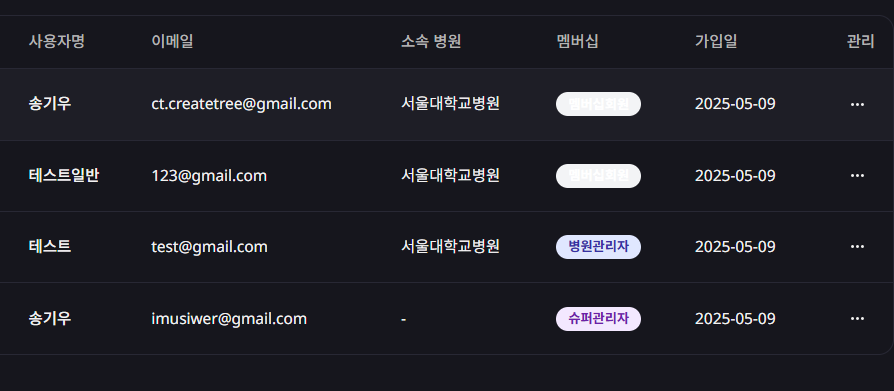 사용자명 이메일 소속 병원 멤버십 가입일 관리
송기우 ct.createtree@gmail.com 서울대학교병원 멤버십회원 2025-05-09 ···
테스트일반 123@gmail.com 서울대학교병원 멤버십회원 2025-05-09 ···
테스트 test@gmail.com 서울대학교병원 병원관리자 2025-05-09 ···
송기우 imusiwer@gmail.com - 슈퍼관리자 2025-05-09 ···